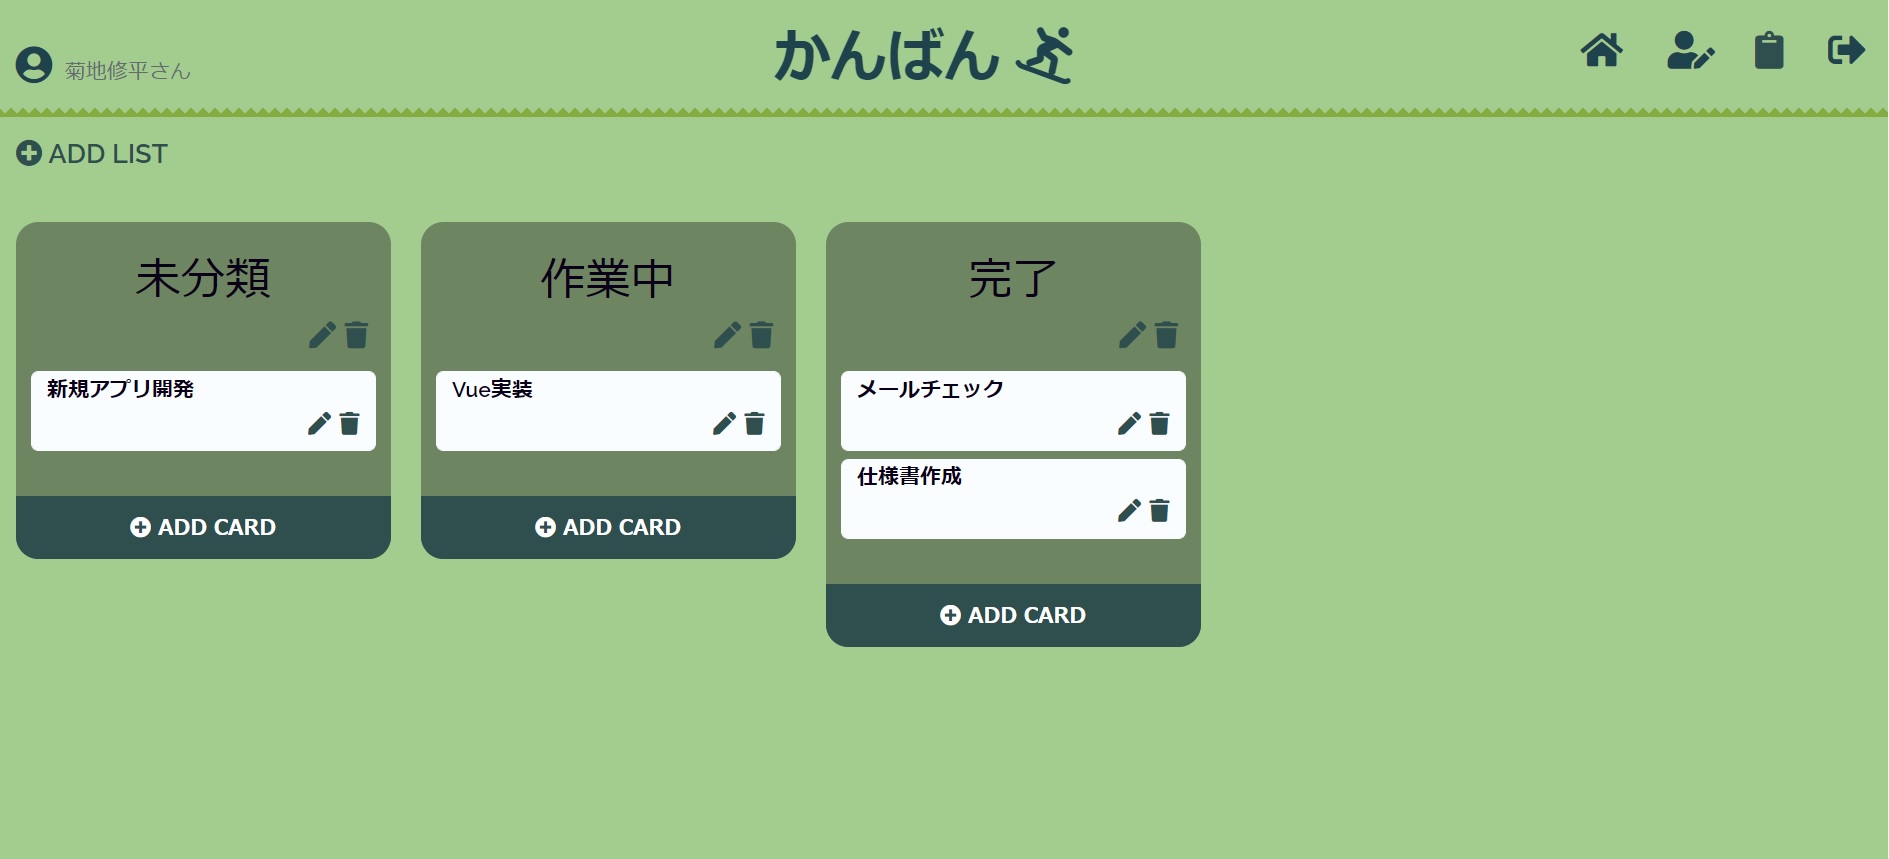 菊地修平さん
かんばん
ADD LIST
未分類
新規アプリ開発
ADD CARD
作業中
Vue実装
ADD CARD
完了
メールチェック
仕様書作成
ADD CARD